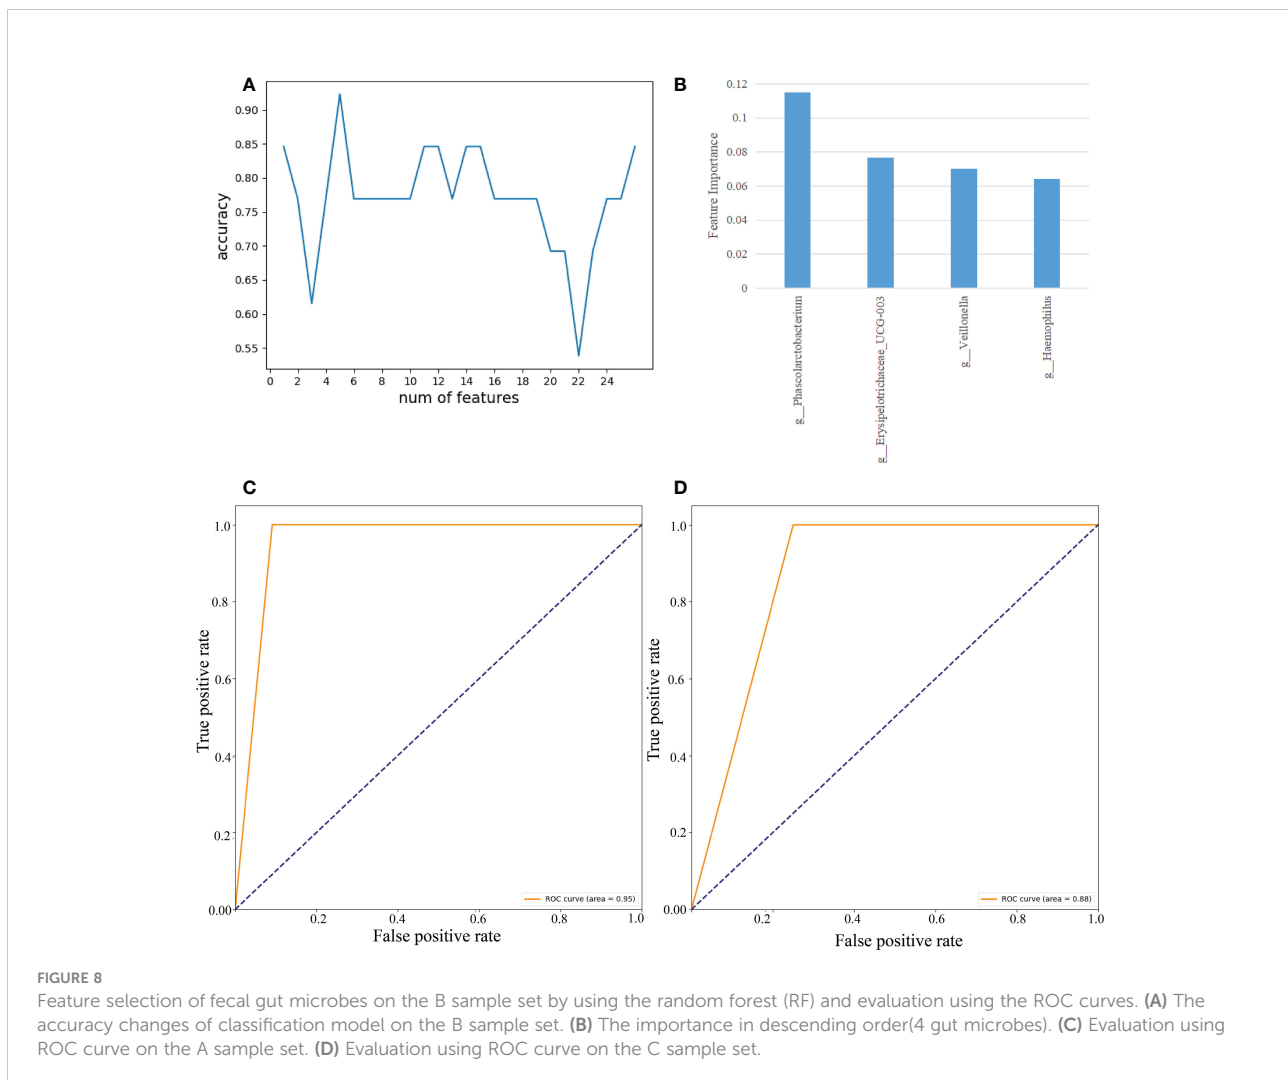 A
0.90
0.85
0.80
0.75
0.70
0.65
0.60
0.55
accuracy
0 2 4 6 8 10 12 14 16 18 20 22 24
num of features
B
0.12
0.1
0.08
0.06
0.04
0.02
0
Feature Importance
g__Phascolarctobacterium
g__Erysipelotrichaceae_UCG-003
g__Veillonella
g__Haemophilus
C
1.0
0.8
0.6
0.4
0.2
0.00
True positive rate
0.2 0.4 0.6 0.8 1.0
False positive rate
ROC curve (area = 0.95)
D
1.0
0.8
0.6
0.4
0.2
0.00
True positive rate
0.2 0.4 0.6 0.8 1.0
False positive rate
ROC curve (area = 0.88)
FIGURE 8
Feature selection of fecal gut microbes on the B sample set by using the random forest (RF) and evaluation using the ROC curves. (A) The
accuracy changes of classification model on the B sample set. (B) The importance in descending order(4 gut microbes). (C) Evaluation using
ROC curve on the A sample set. (D) Evaluation using ROC curve on the C sample set.